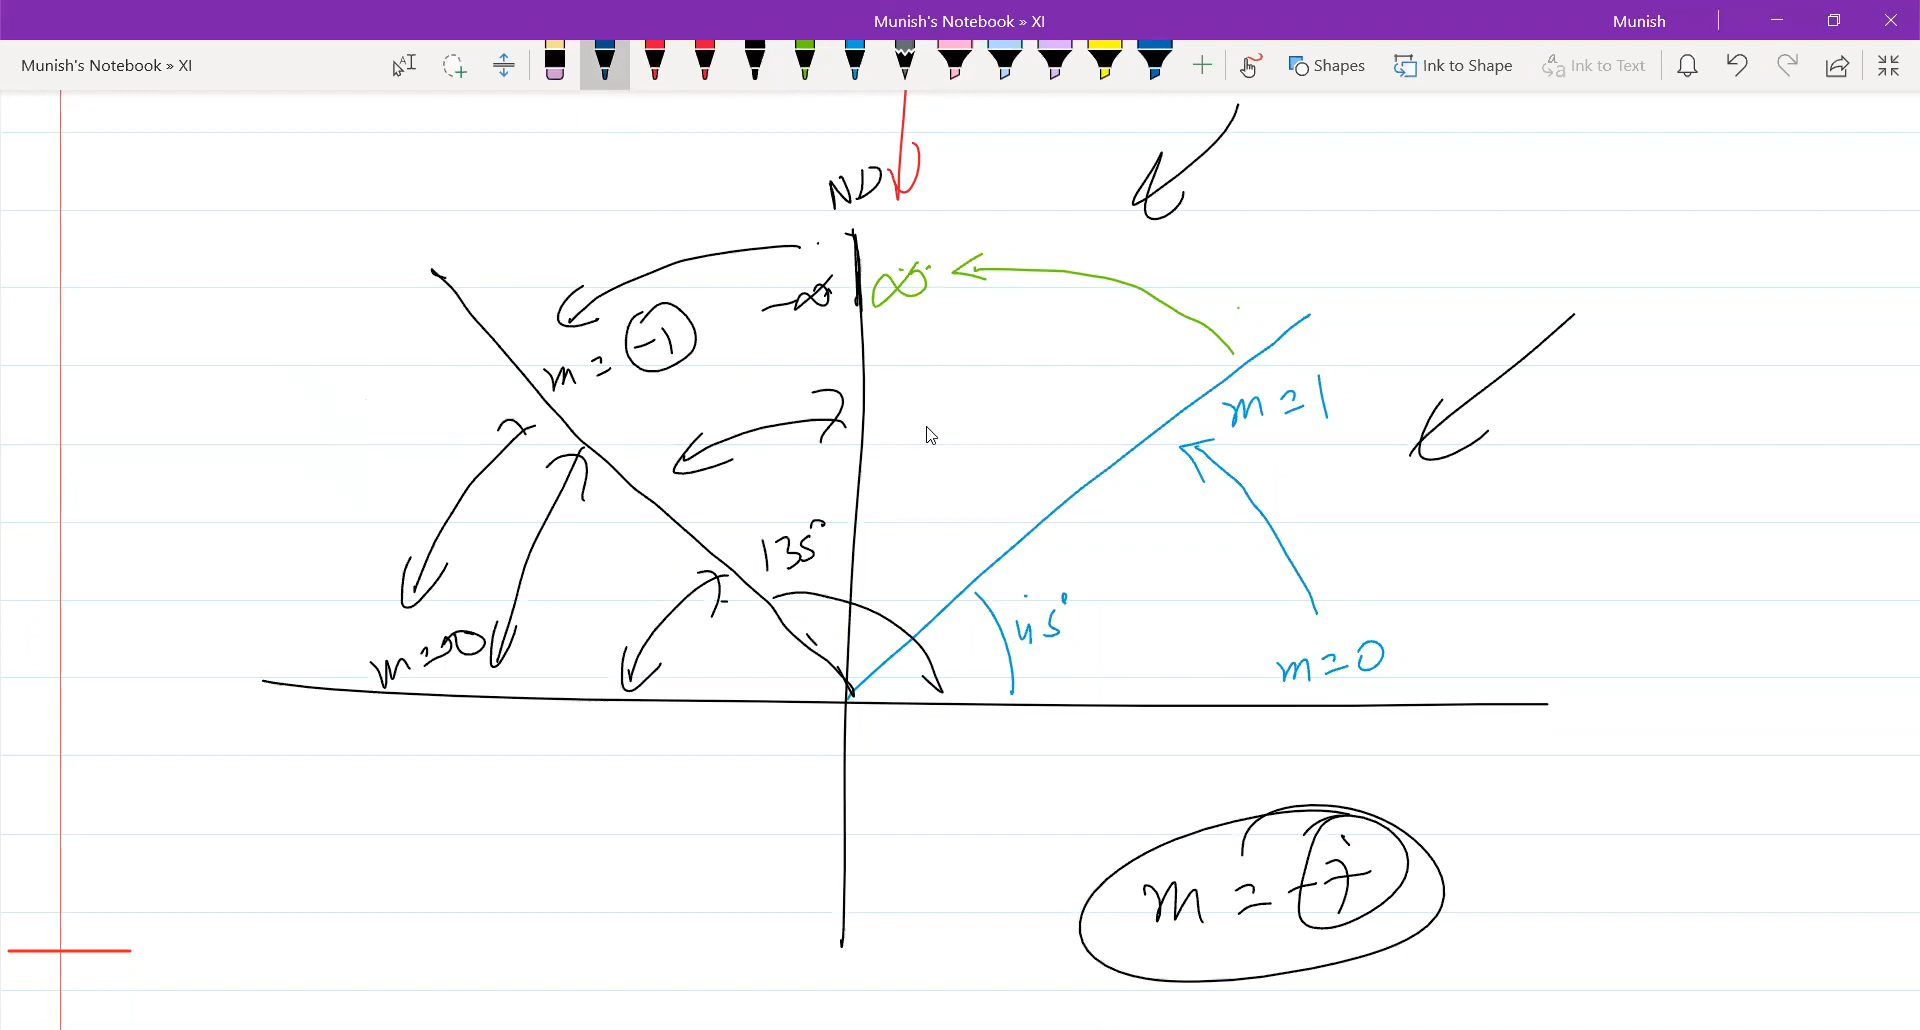 Munish's Notebook » XI
Munish
Munish's Notebook » XI
Shapes
Ink to Shape
Ink to Text
ND
-∞
∞
m = -1
m = 1
135°
45°
m = 0
m = 0
m = -7